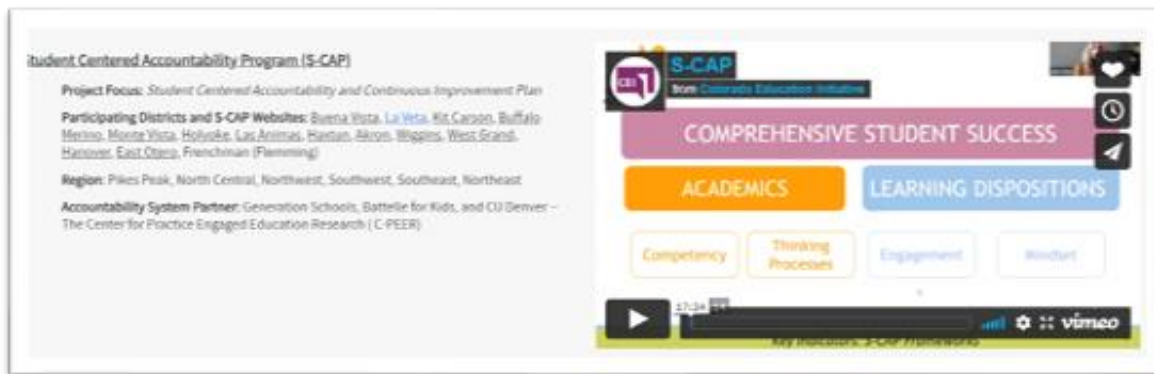 Student Centered Accountability Program (S-CAP)
Project Focus: Student Centered Accountability and Continuous Improvement Plan
Participating Districts and S-CAP Websites: Buena Vista, La Veta, Kit Carson, Buffalo
Merino, Monte Vista, Holyoke, Las Animas, Haxtun, Akron, Wiggins, West Grand,
Hanover, East Otero, Frenchman (Flemming)
Region: Pikes Peak, North Central, Northwest, Southwest, Southeast, Northeast
Accountability System Partner: Generation Schools, Battelle for Kids, and CU Denver –
The Center for Practice Engaged Education Research ( C-PEER)
CEI
S-CAP
from Colorado Education Initiative
COMPREHENSIVE STUDENT SUCCESS
ACADEMICS
LEARNING DISPOSITIONS
Competency
Thinking
Processes
Engagement
Mindset
17:34
vimeo
Key Indicators: S-CAP Frameworks